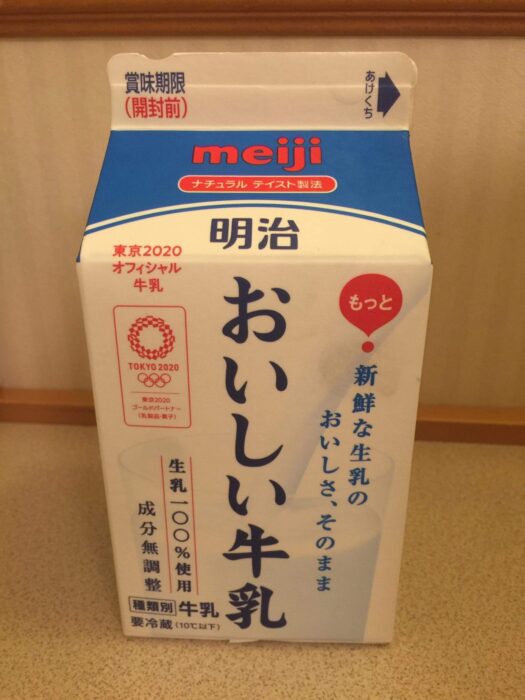 賞味期限
(開封前)
あけくち
meiji
ナチュラル テイスト製法
明治
おいしい牛乳
東京2020
オフィシャル
牛乳
TOKYO 2020
東京2020
ゴールドパートナー
(乳製品・菓子)
もっと
新鮮な生乳の
おいしさ、そのまま
生乳一〇〇%使用
成分無調整
種類別 牛乳
要冷蔵(10℃以下)